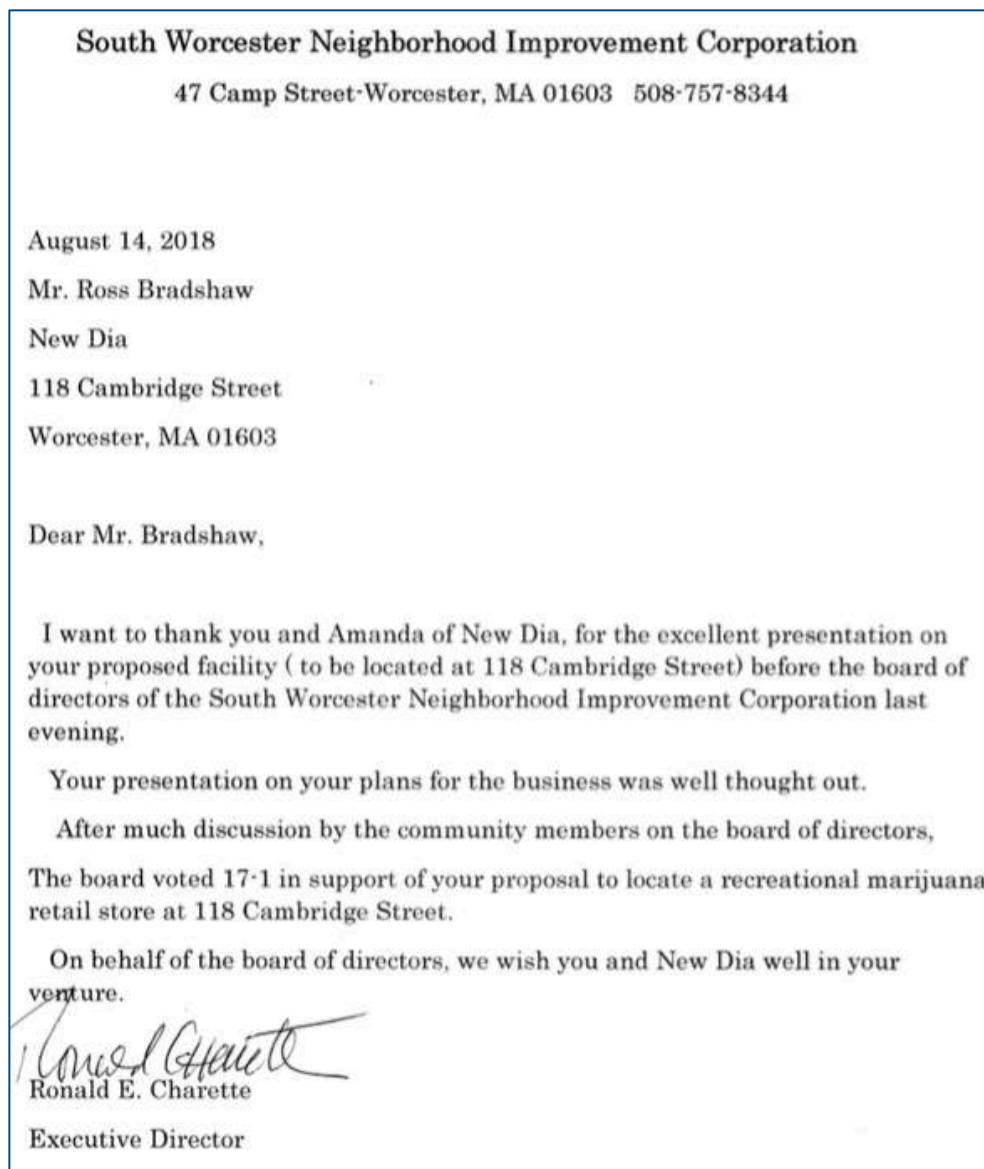 South Worcester Neighborhood Improvement Corporation
47 Camp Street-Worcester, MA 01603 508-757-8344
August 14, 2018
Mr. Ross Bradshaw
New Dia
118 Cambridge Street
Worcester, MA 01603
Dear Mr. Bradshaw,
I want to thank you and Amanda of New Dia, for the excellent presentation on
your proposed facility ( to be located at 118 Cambridge Street) before the board of
directors of the South Worcester Neighborhood Improvement Corporation last
evening.
Your presentation on your plans for the business was well thought out.
After much discussion by the community members on the board of directors,
The board voted 17-1 in support of your proposal to locate a recreational marijuana
retail store at 118 Cambridge Street.
On behalf of the board of directors, we wish you and New Dia well in your
venture.
Ronald E. Charette
Executive Director